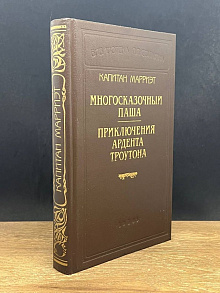 КАПИТАН МАРРИЭТ
МНОГОСКАЗОЧНЫЙ
ПАША
ПРИКЛЮЧЕНИЯ
АРДЕНТА
ТРОУТОНА
КАПИТАН МАРРИЭТ